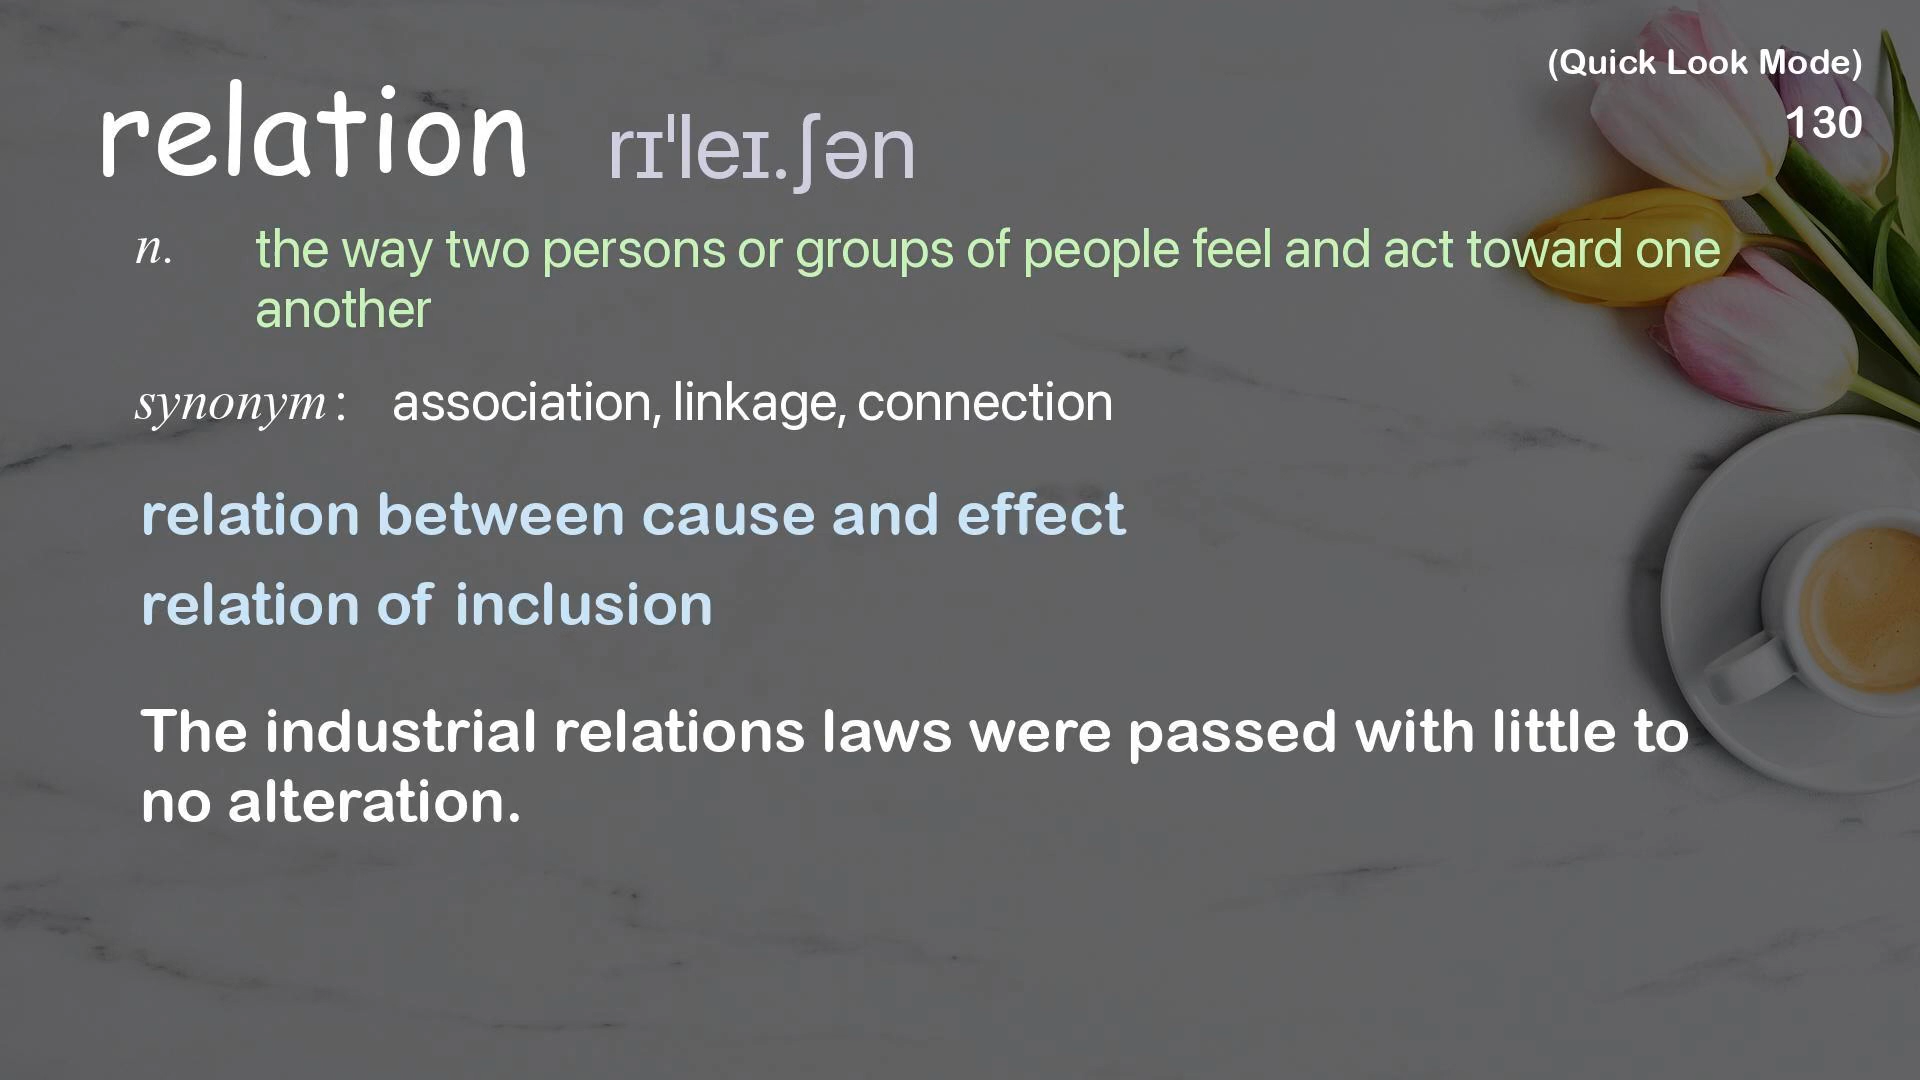 (Quick Look Mode)
130
relation rɪˈleɪ.ʃən
n. the way two persons or groups of people feel and act toward one
another
synonym: association, linkage, connection
relation between cause and effect
relation of inclusion
The industrial relations laws were passed with little to
no alteration.